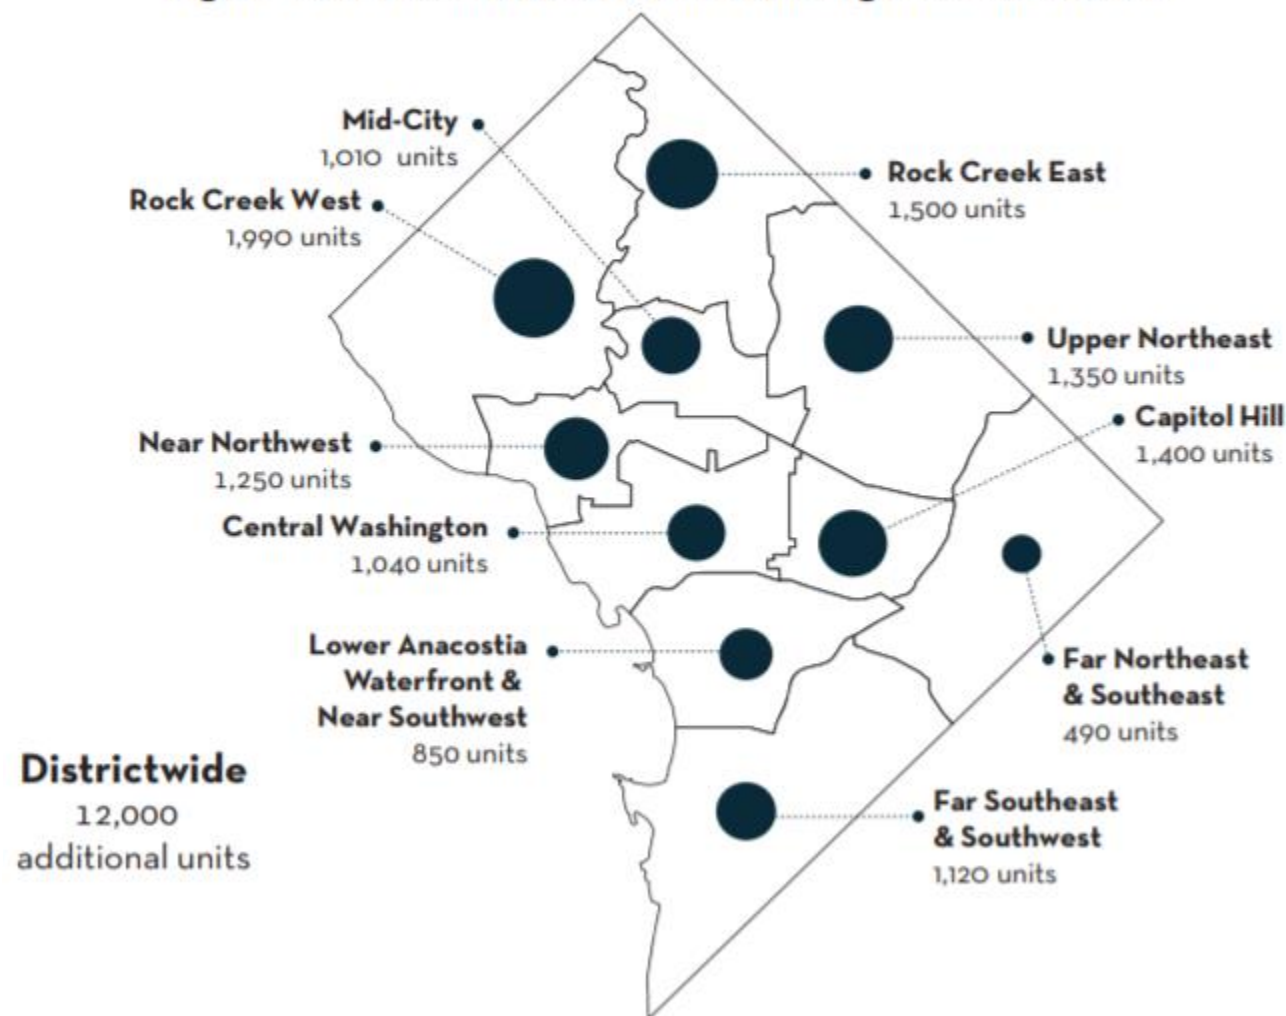 Mid-City
1,010 units
Rock Creek West
1,990 units
Rock Creek East
1,500 units
Upper Northeast
1,350 units
Capitol Hill
1,400 units
Near Northwest
1,250 units
Central Washington
1,040 units
Lower Anacostia
Waterfront &
Near Southwest
850 units
Far Northeast
& Southeast
490 units
Districtwide
12,000
additional units
Far Southeast
& Southwest
1,120 units